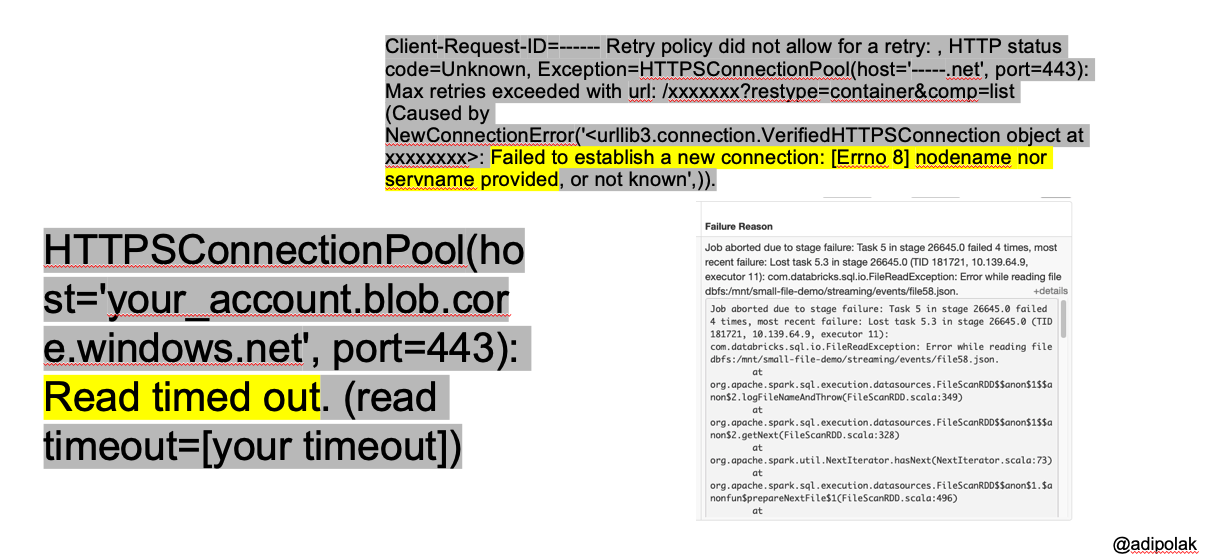 Client-Request-ID=------ Retry policy did not allow for a retry: , HTTP status
code=Unknown, Exception=HTTPSConnectionPool(host='-----.net', port=443):
Max retries exceeded with url: /xxxxxxx?restype=container&comp=list
(Caused by
NewConnectionError('<urllib3.connection.VerifiedHTTPSConnection object at
xxxxxxxx>: Failed to establish a new connection: [Errno 8] nodename nor
servname provided, or not known',)).
HTTPSConnectionPool(ho
st='your_account.blob.cor
e.windows.net', port=443):
Read timed out. (read
timeout=[your timeout])
Failure Reason
Job aborted due to stage failure: Task 5 in stage 26645.0 failed 4 times, most
recent failure: Lost task 5.3 in stage 26645.0 (TID 181721, 10.139.64.9,
executor 11): com.databricks.sql.io.FileReadException: Error while reading file
dbfs:/mnt/small-file-demo/streaming/events/file58.json. +details
Job aborted due to stage failure: Task 5 in stage 26645.0 failed
4 times, most recent failure: Lost task 5.3 in stage 26645.0 (TID
181721, 10.139.64.9, executor 11):
com.databricks.sql.io.FileReadException: Error while reading file
dbfs:/mnt/small-file-demo/streaming/events/file58.json.
at
org.apache.spark.sql.execution.datasources.FileScanRDD$$anon$1$$a
non$2.logFileNameAndThrow(FileScanRDD.scala:349)
at
org.apache.spark.sql.execution.datasources.FileScanRDD$$anon$1$$a
non$2.getNext(FileScanRDD.scala:328)
at
org.apache.spark.util.NextIterator.hasNext(NextIterator.scala:73)
at
org.apache.spark.sql.execution.datasources.FileScanRDD$$anon$1.$a
nonfun$prepareNextFile$1(FileScanRDD.scala:496)
at
@adipolak